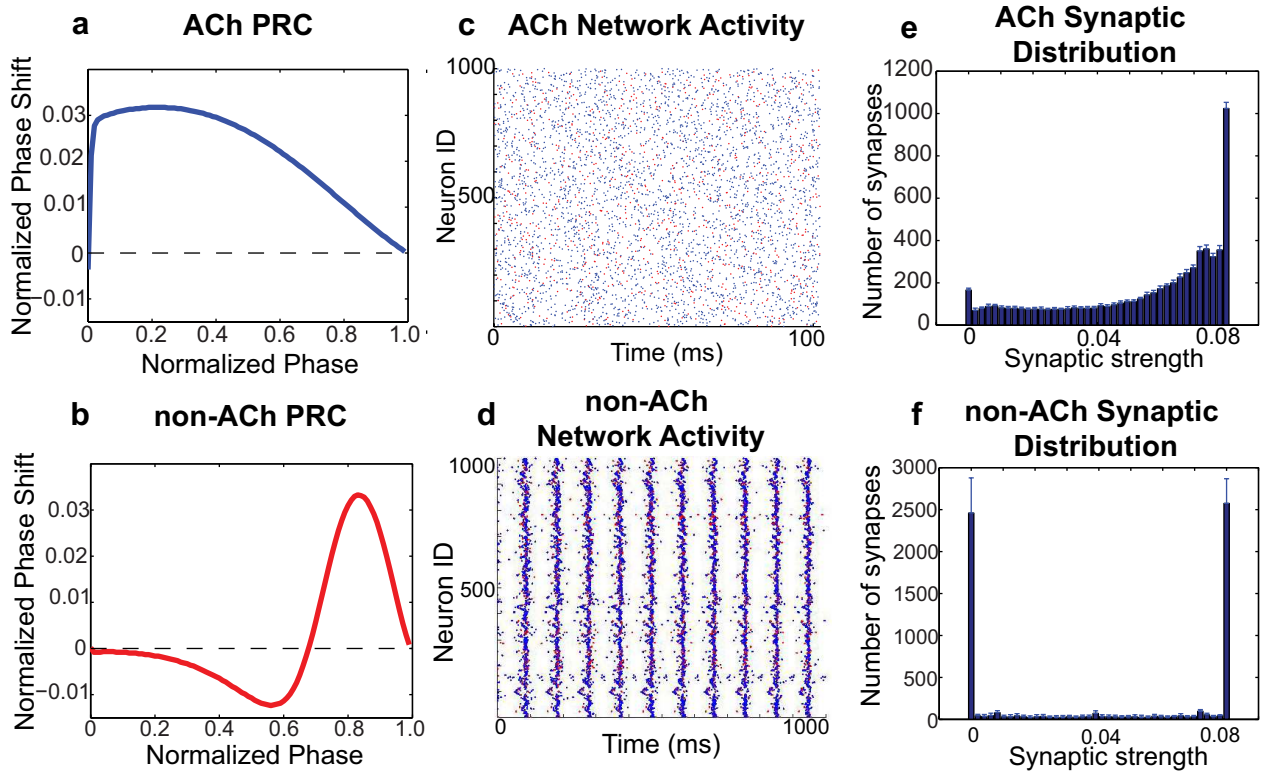 a
ACh PRC
Normalized Phase Shift
0.03
0.02
0.01
0
−0.01
0
0.2
0.4
0.6
0.8
1.0
Normalized Phase
c
ACh Network Activity
Neuron ID
1000
500
0
100
Time (ms)
e
ACh Synaptic
Distribution
Number of synapses
1200
1000
800
600
400
200
0
0
0.04
0.08
Synaptic strength
b
non-ACh PRC
Normalized Phase Shift
0.03
0.02
0.01
0
−0.01
0
0.2
0.4
0.6
0.8
1.0
Normalized Phase
d
non-ACh
Network Activity
Neuron ID
1000
500
0
1000
Time (ms)
f
non-ACh Synaptic
Distribution
Number of synapses
3000
2500
2000
1500
1000
500
0
0
0.04
0.08
Synaptic strength